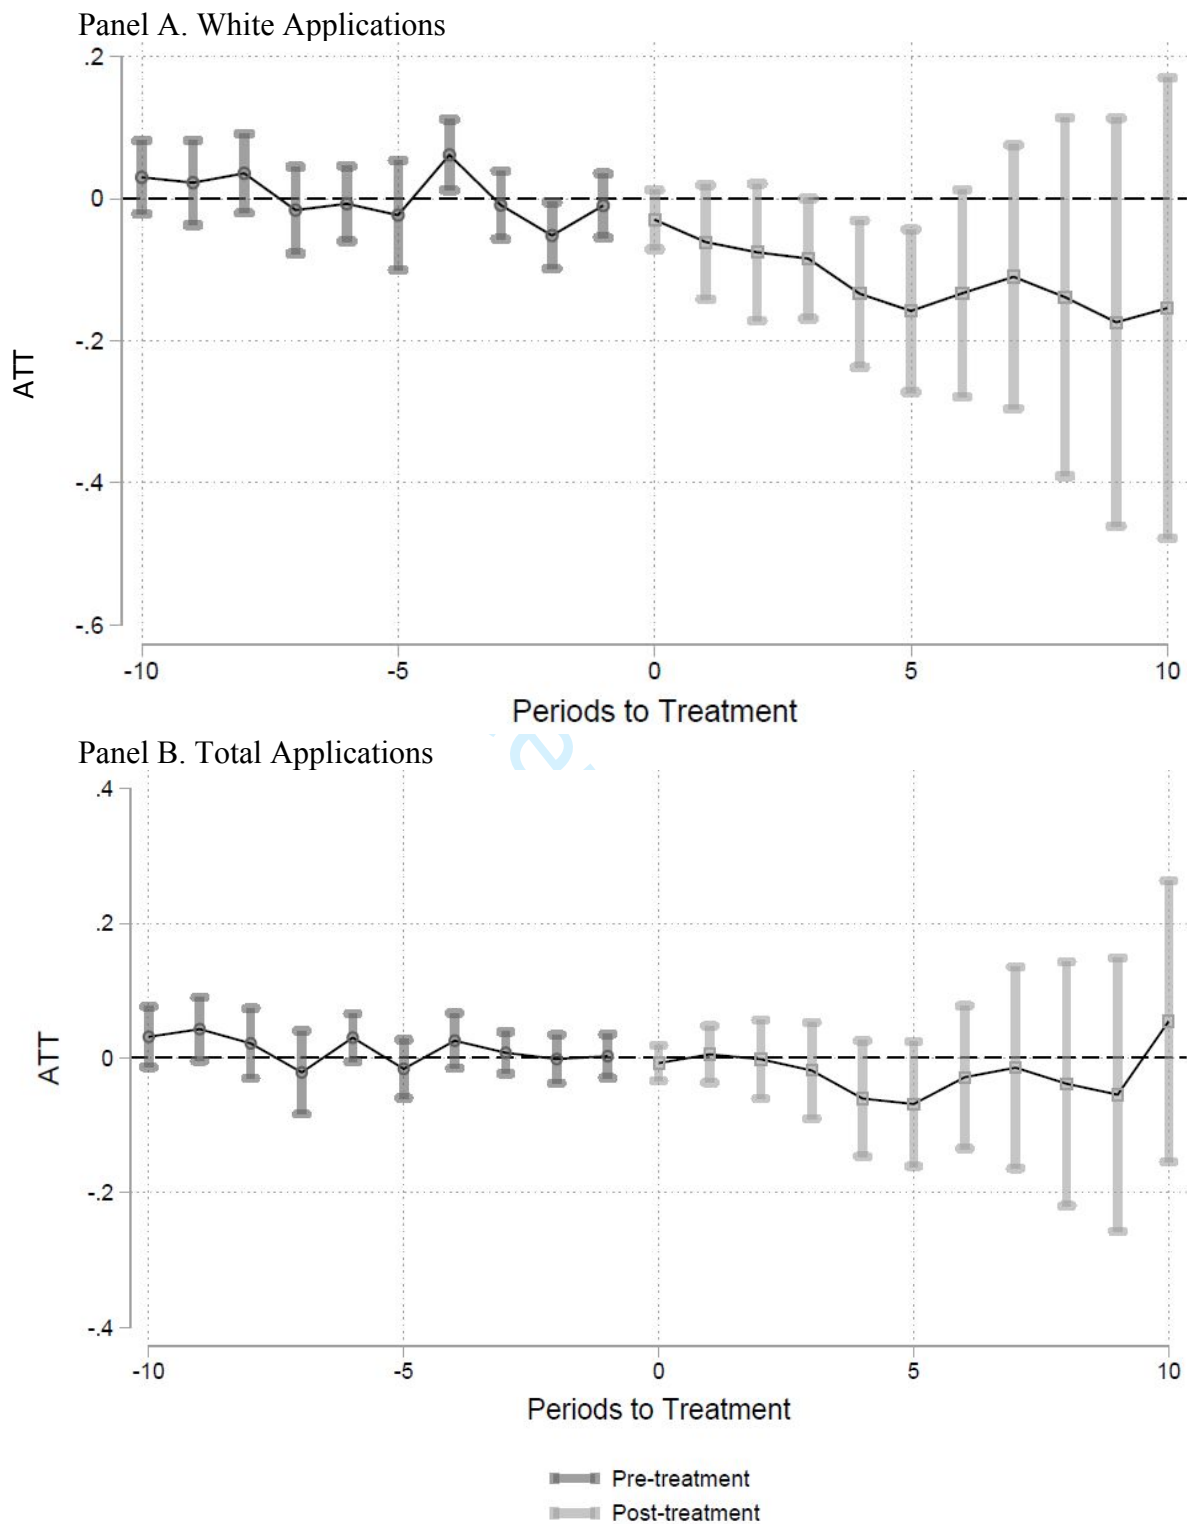 Panel A. White Applications
.2
0
-.2
-.4
-.6
ATT
-10 -5 0 5 10
Periods to Treatment
Panel B. Total Applications
.4
.2
0
-.2
-.4
ATT
-10 -5 0 5 10
Periods to Treatment
Pre-treatment
Post-treatment